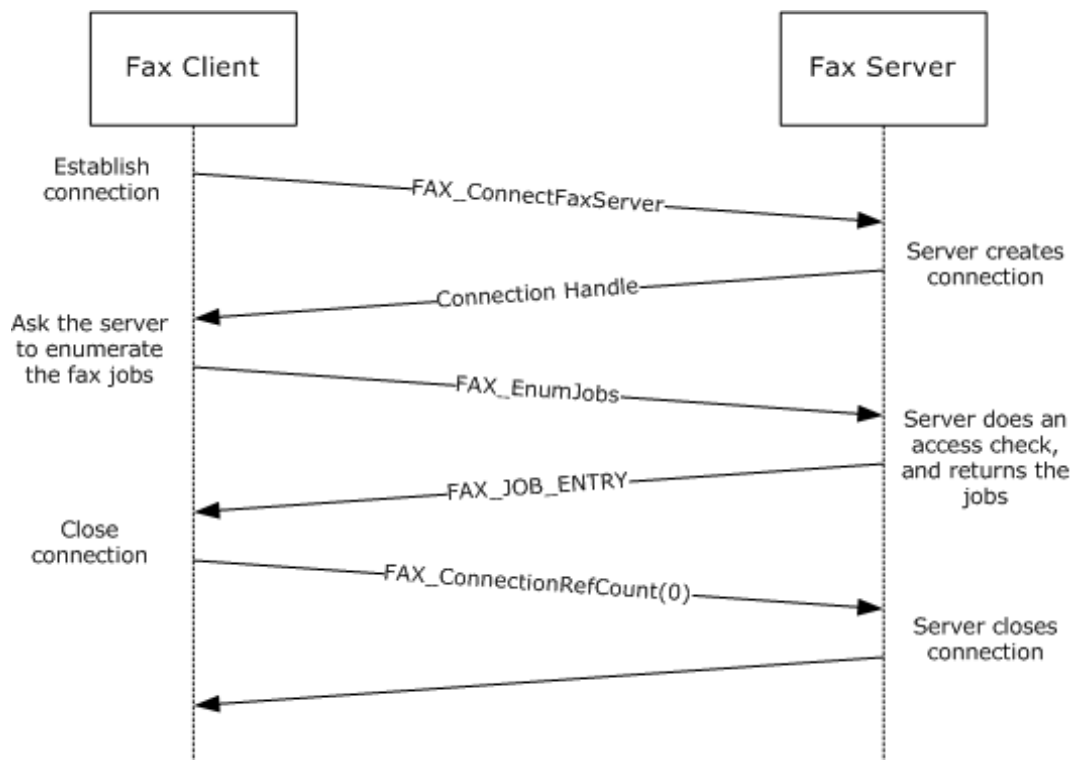 Fax Client
Fax Server
Establish
connection
FAX_ConnectFaxServer
Server creates
connection
Connection Handle
Ask the server
to enumerate
the fax jobs
FAX_EnumJobs
Server does an
access check,
and returns the
jobs
FAX_JOB_ENTRY
Close
connection
FAX_ConnectionRefCount(0)
Server closes
connection